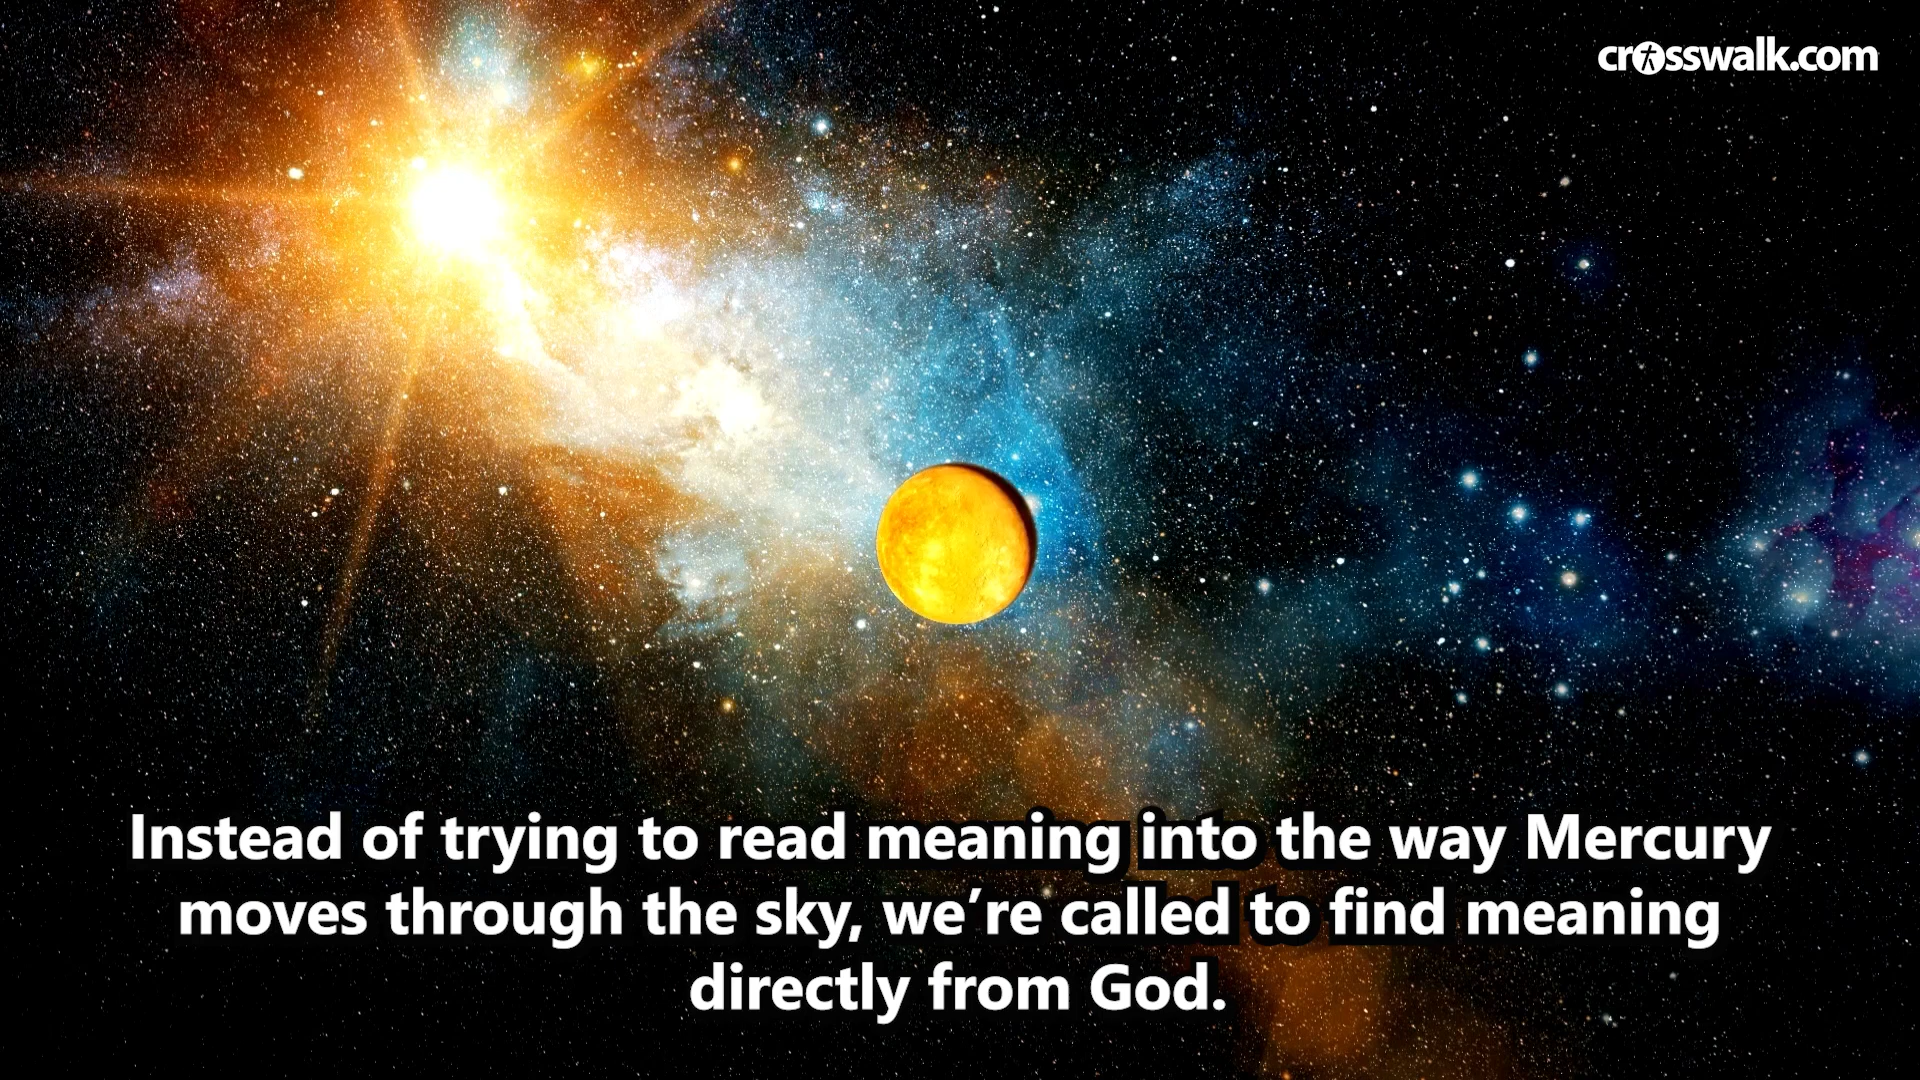 crosswalk.com
Instead of trying to read meaning into the way Mercury
moves through the sky, we’re called to find meaning
directly from God.